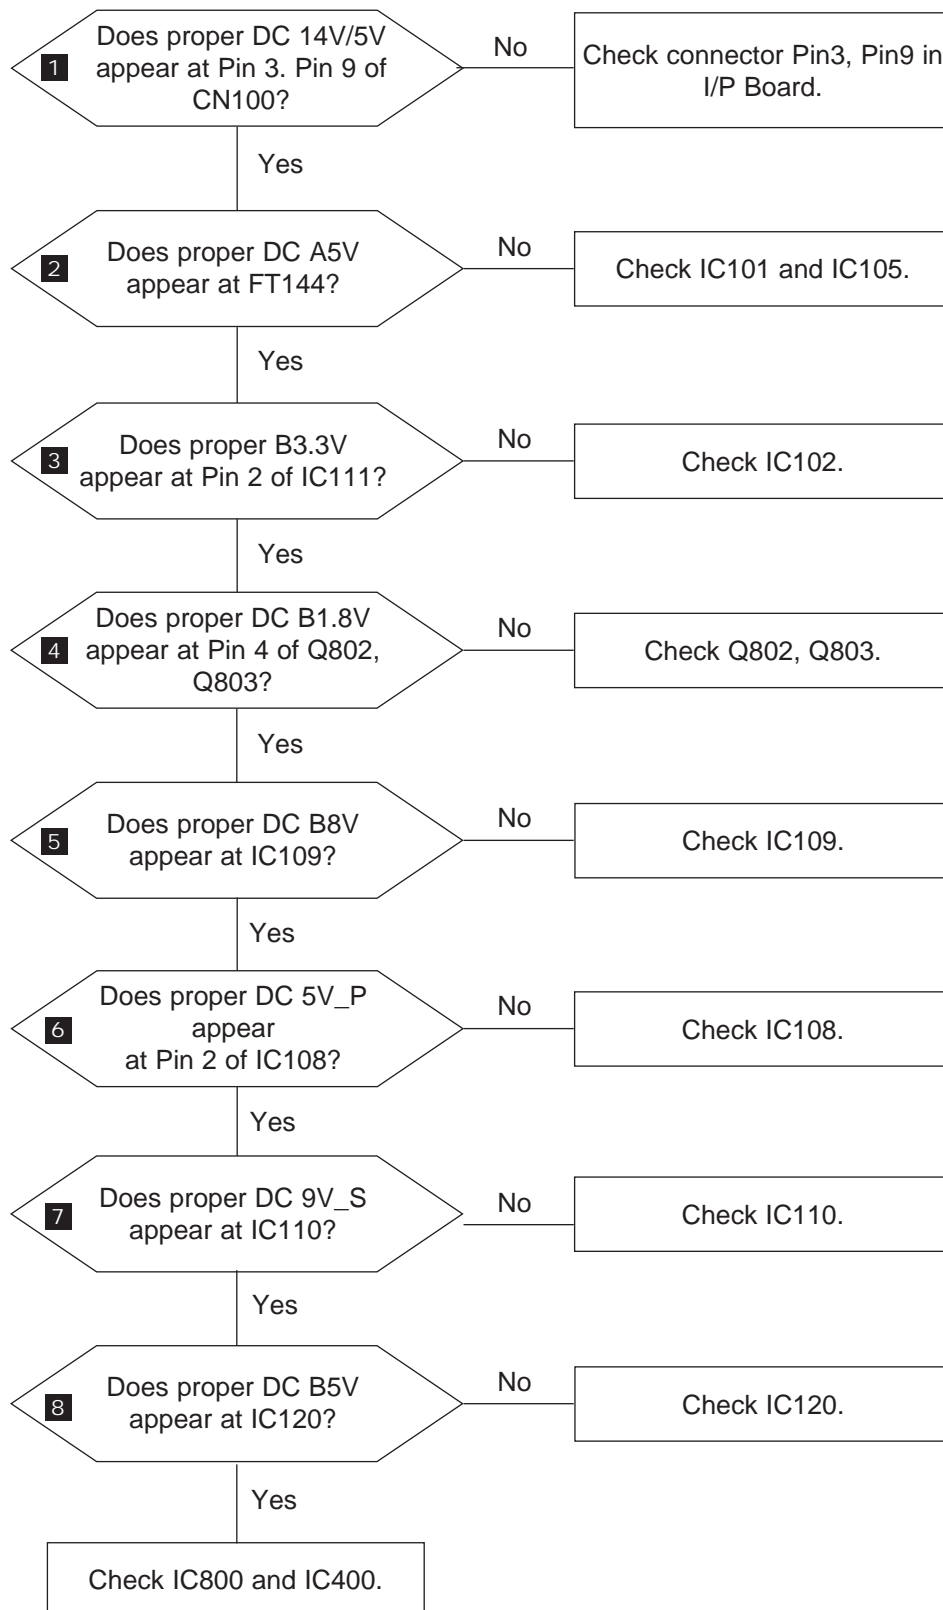 1
Does proper DC 14V/5V
appear at Pin 3. Pin 9 of
CN100?
No
Check connector Pin3, Pin9 in
I/P Board.
Yes
2
Does proper DC A5V
appear at FT144?
No
Check IC101 and IC105.
Yes
3
Does proper B3.3V
appear at Pin 2 of IC111?
No
Check IC102.
Yes
4
Does proper DC B1.8V
appear at Pin 4 of Q802,
Q803?
No
Check Q802, Q803.
Yes
5
Does proper DC B8V
appear at IC109?
No
Check IC109.
Yes
6
Does proper DC 5V_P
appear
at Pin 2 of IC108?
No
Check IC108.
Yes
7
Does proper DC 9V_S
appear at IC110?
No
Check IC110.
Yes
8
Does proper DC B5V
appear at IC120?
No
Check IC120.
Yes
Check IC800 and IC400.